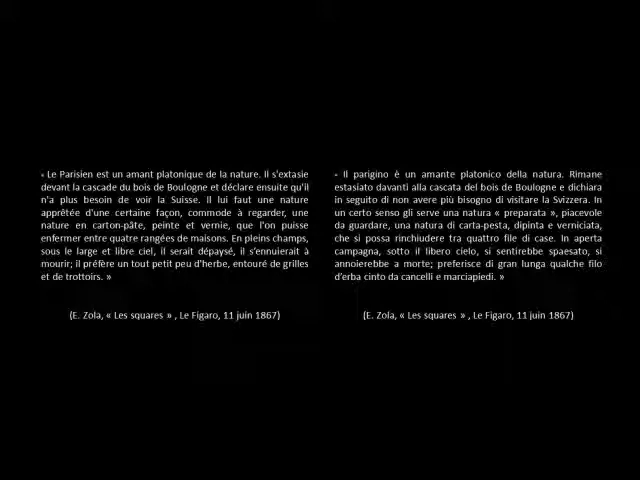 « Le Parisien est un amant platonique de la nature. Il s'extasie
devant la cascade du bois de Boulogne et déclare ensuite qu'il
n'a plus besoin de voir la Suisse. Il lui faut une nature
apprêtée d'une certaine façon, commode à regarder, une
nature en carton-pâte, peinte et vernie, que l'on puisse
enfermer entre quatre rangées de maisons. En pleins champs,
sous le large et libre ciel, il serait dépaysé, il s'ennuierait à
mourir; il préfère un tout petit peu d'herbe, entouré de grilles
et de trottoirs. »
(E. Zola, « Les squares » , Le Figaro, 11 juin 1867)
- Il parigino è un amante platonico della natura. Rimane
estasiato davanti alla cascata del bois de Boulogne e dichiara
in seguito di non avere più bisogno di visitare la Svizzera. In
un certo senso gli serve una natura « preparata », piacevole
da guardare, una natura di carta-pesta, dipinta e verniciata,
che si possa rinchiudere tra quattro file di case. In aperta
campagna, sotto il libero cielo, si sentirebbe spaesato, si
annoierebbe a morte; preferisce di gran lunga qualche filo
d'erba cinto da cancelli e marciapiedi. »
(E. Zola, « Les squares » , Le Figaro, 11 juin 1867)